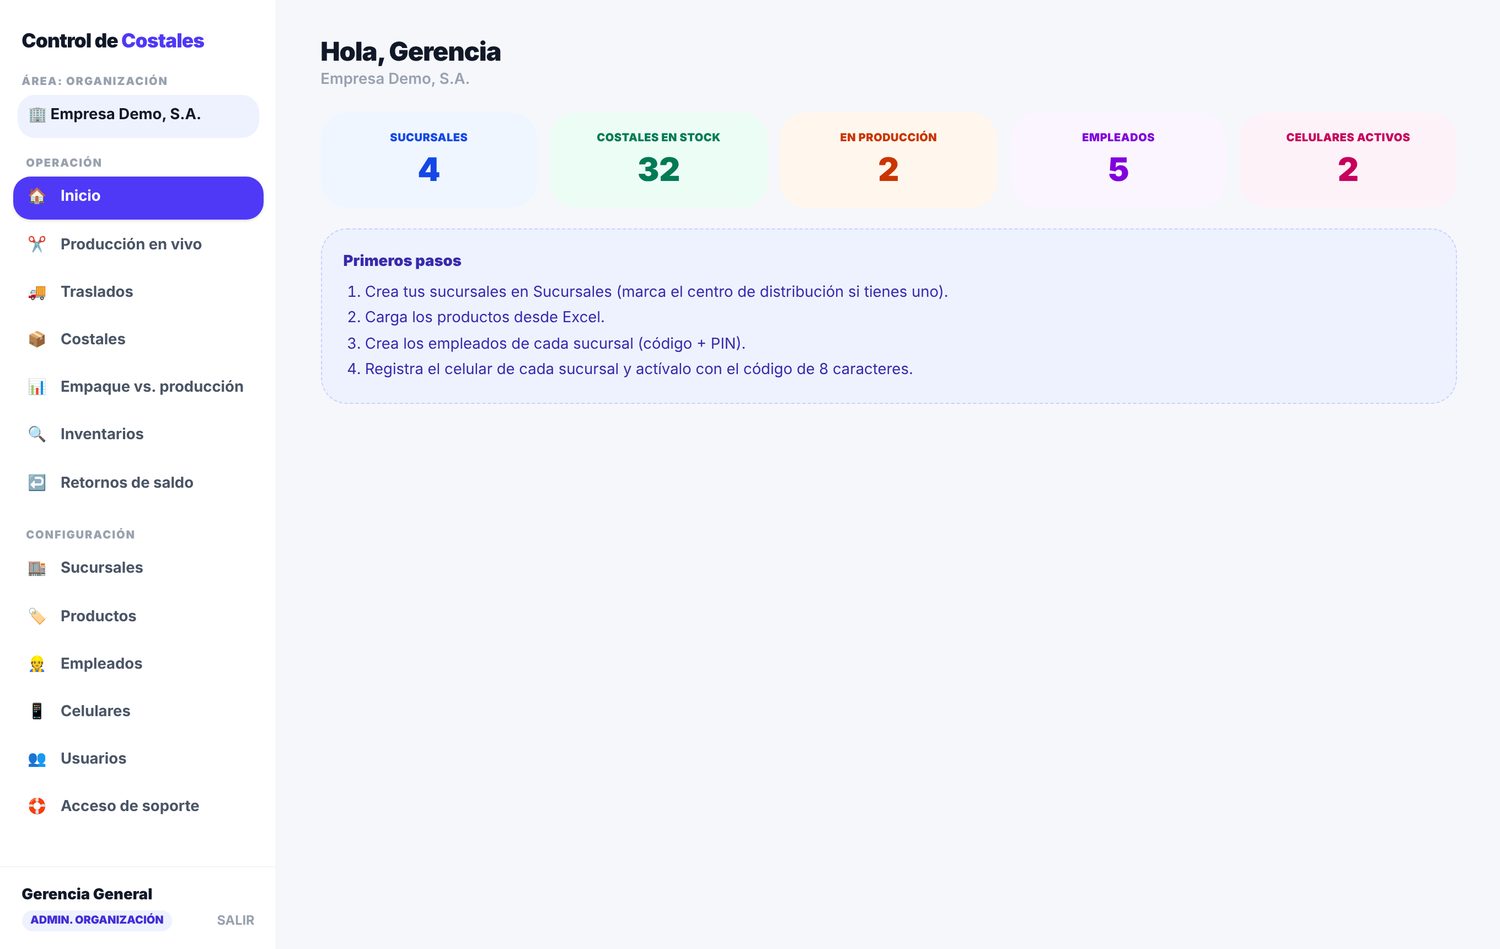 Control de Costales
ÁREA: ORGANIZACIÓN
Empresa Demo, S.A.
OPERACIÓN
Inicio
Producción en vivo
Traslados
Costales
Empaque vs. producción
Inventarios
Retornos de saldo
CONFIGURACIÓN
Sucursales
Productos
Empleados
Celulares
Usuarios
Acceso de soporte
Gerencia General
ADMIN. ORGANIZACIÓN
SALIR
Hola, Gerencia
Empresa Demo, S.A.
SUCURSALES
4
COSTALES EN STOCK
32
EN PRODUCCIÓN
2
EMPLEADOS
5
CELULARES ACTIVOS
2
Primeros pasos
1. Crea tus sucursales en Sucursales (marca el centro de distribución si tienes uno).
2. Carga los productos desde Excel.
3. Crea los empleados de cada sucursal (código + PIN).
4. Registra el celular de cada sucursal y actívalo con el código de 8 caracteres.